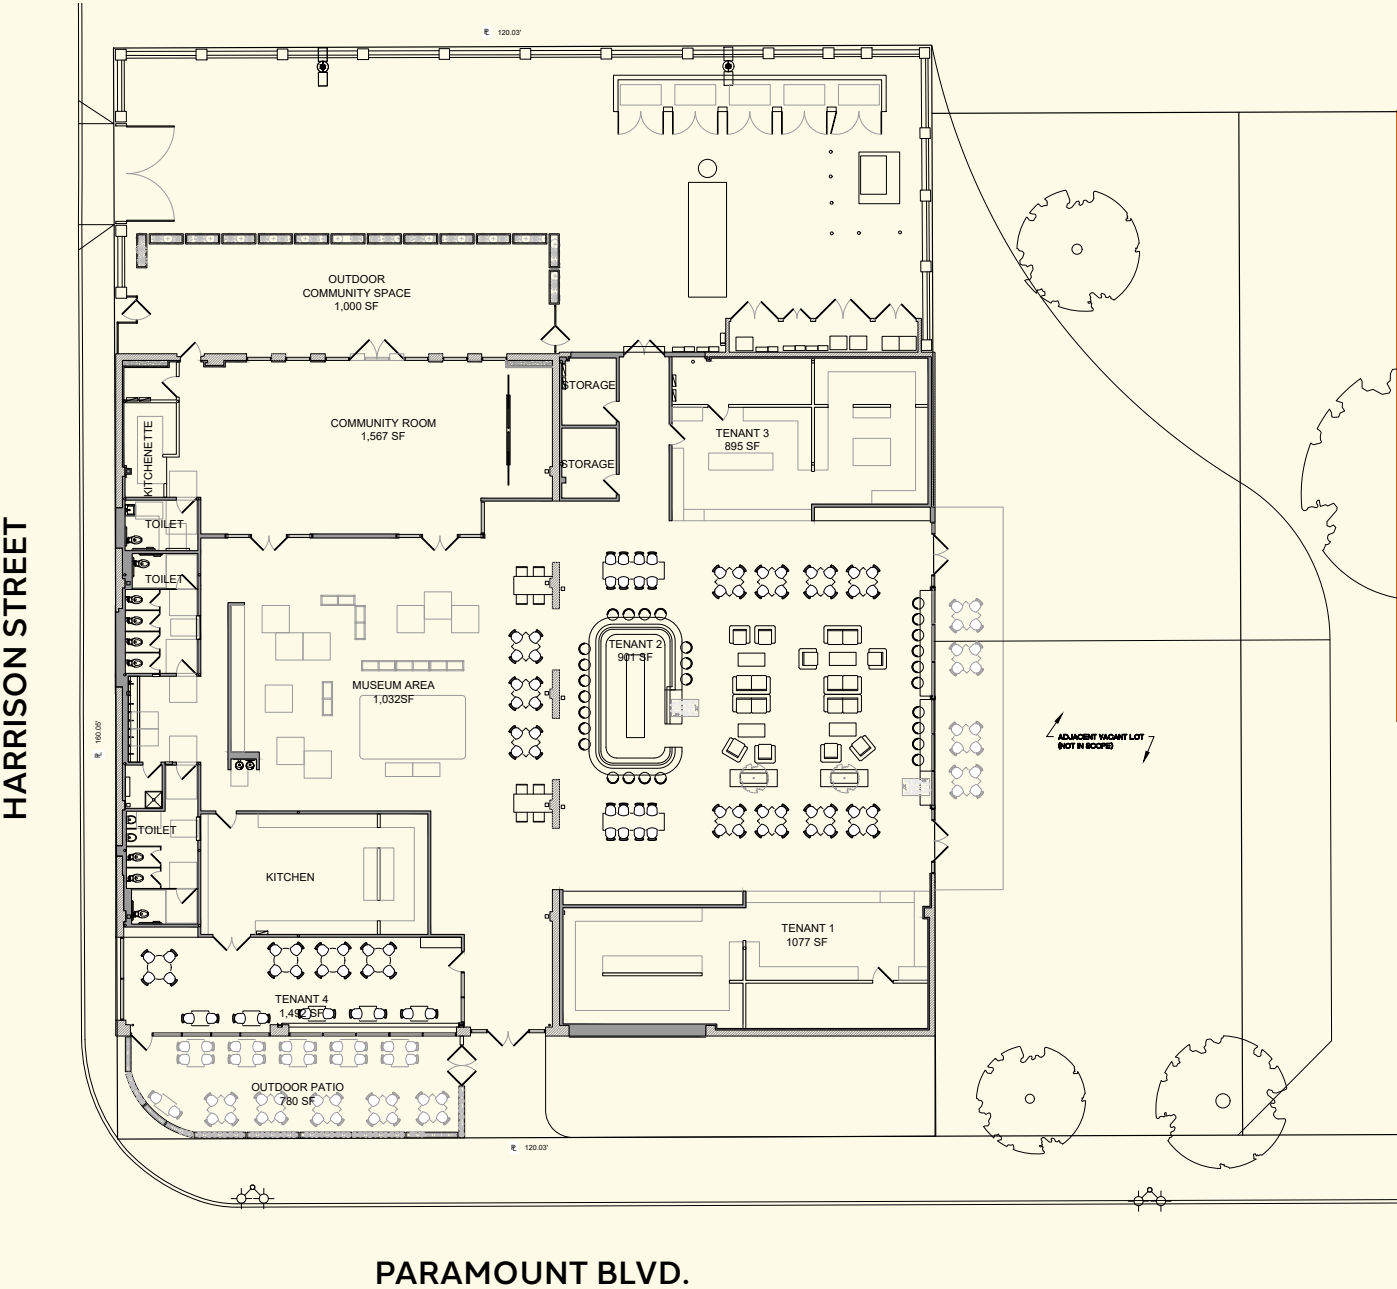 PL 120.03'
OUTDOOR
COMMUNITY SPACE
1,000 SF
STORAGE
COMMUNITY ROOM
1,567 SF
TENANT 3
895 SF
KITCHENETTE
STORAGE
TOILET
TOILET
TENANT 2
901 SF
MUSEUM AREA
1,032SF
HARRISON STREET
PL 160.05'
ADJACENT VACANT LOT
(NOT IN SCOPE)
TOILET
KITCHEN
TENANT 1
1077 SF
TENANT 4
1,492 SF
OUTDOOR PATIO
780 SF
PL 120.03'
PARAMOUNT BLVD.